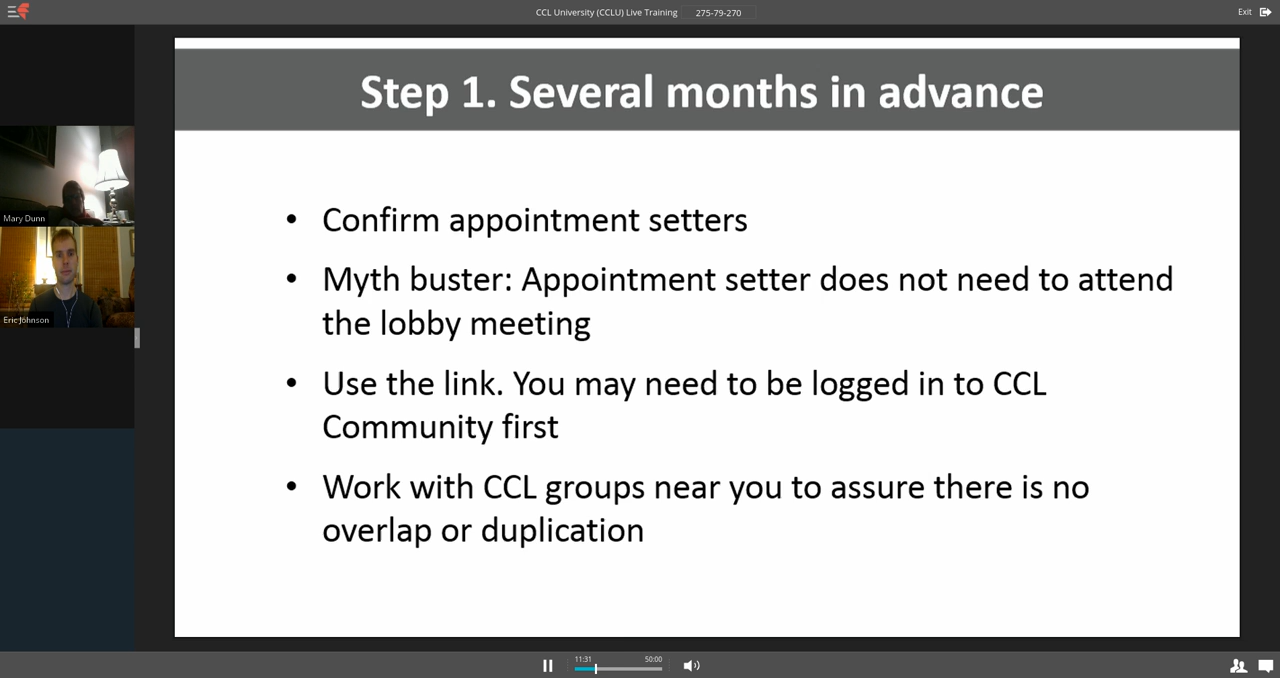 CCL University (CCLU) Live Training 275-79-270 Exit
Step 1. Several months in advance
• Confirm appointment setters
• Myth buster: Appointment setter does not need to attend
the lobby meeting
• Use the link. You may need to be logged in to CCL
Community first
• Work with CCL groups near you to assure there is no
overlap or duplication
Mary Dunn
Eric Johnson
11:31 50:00